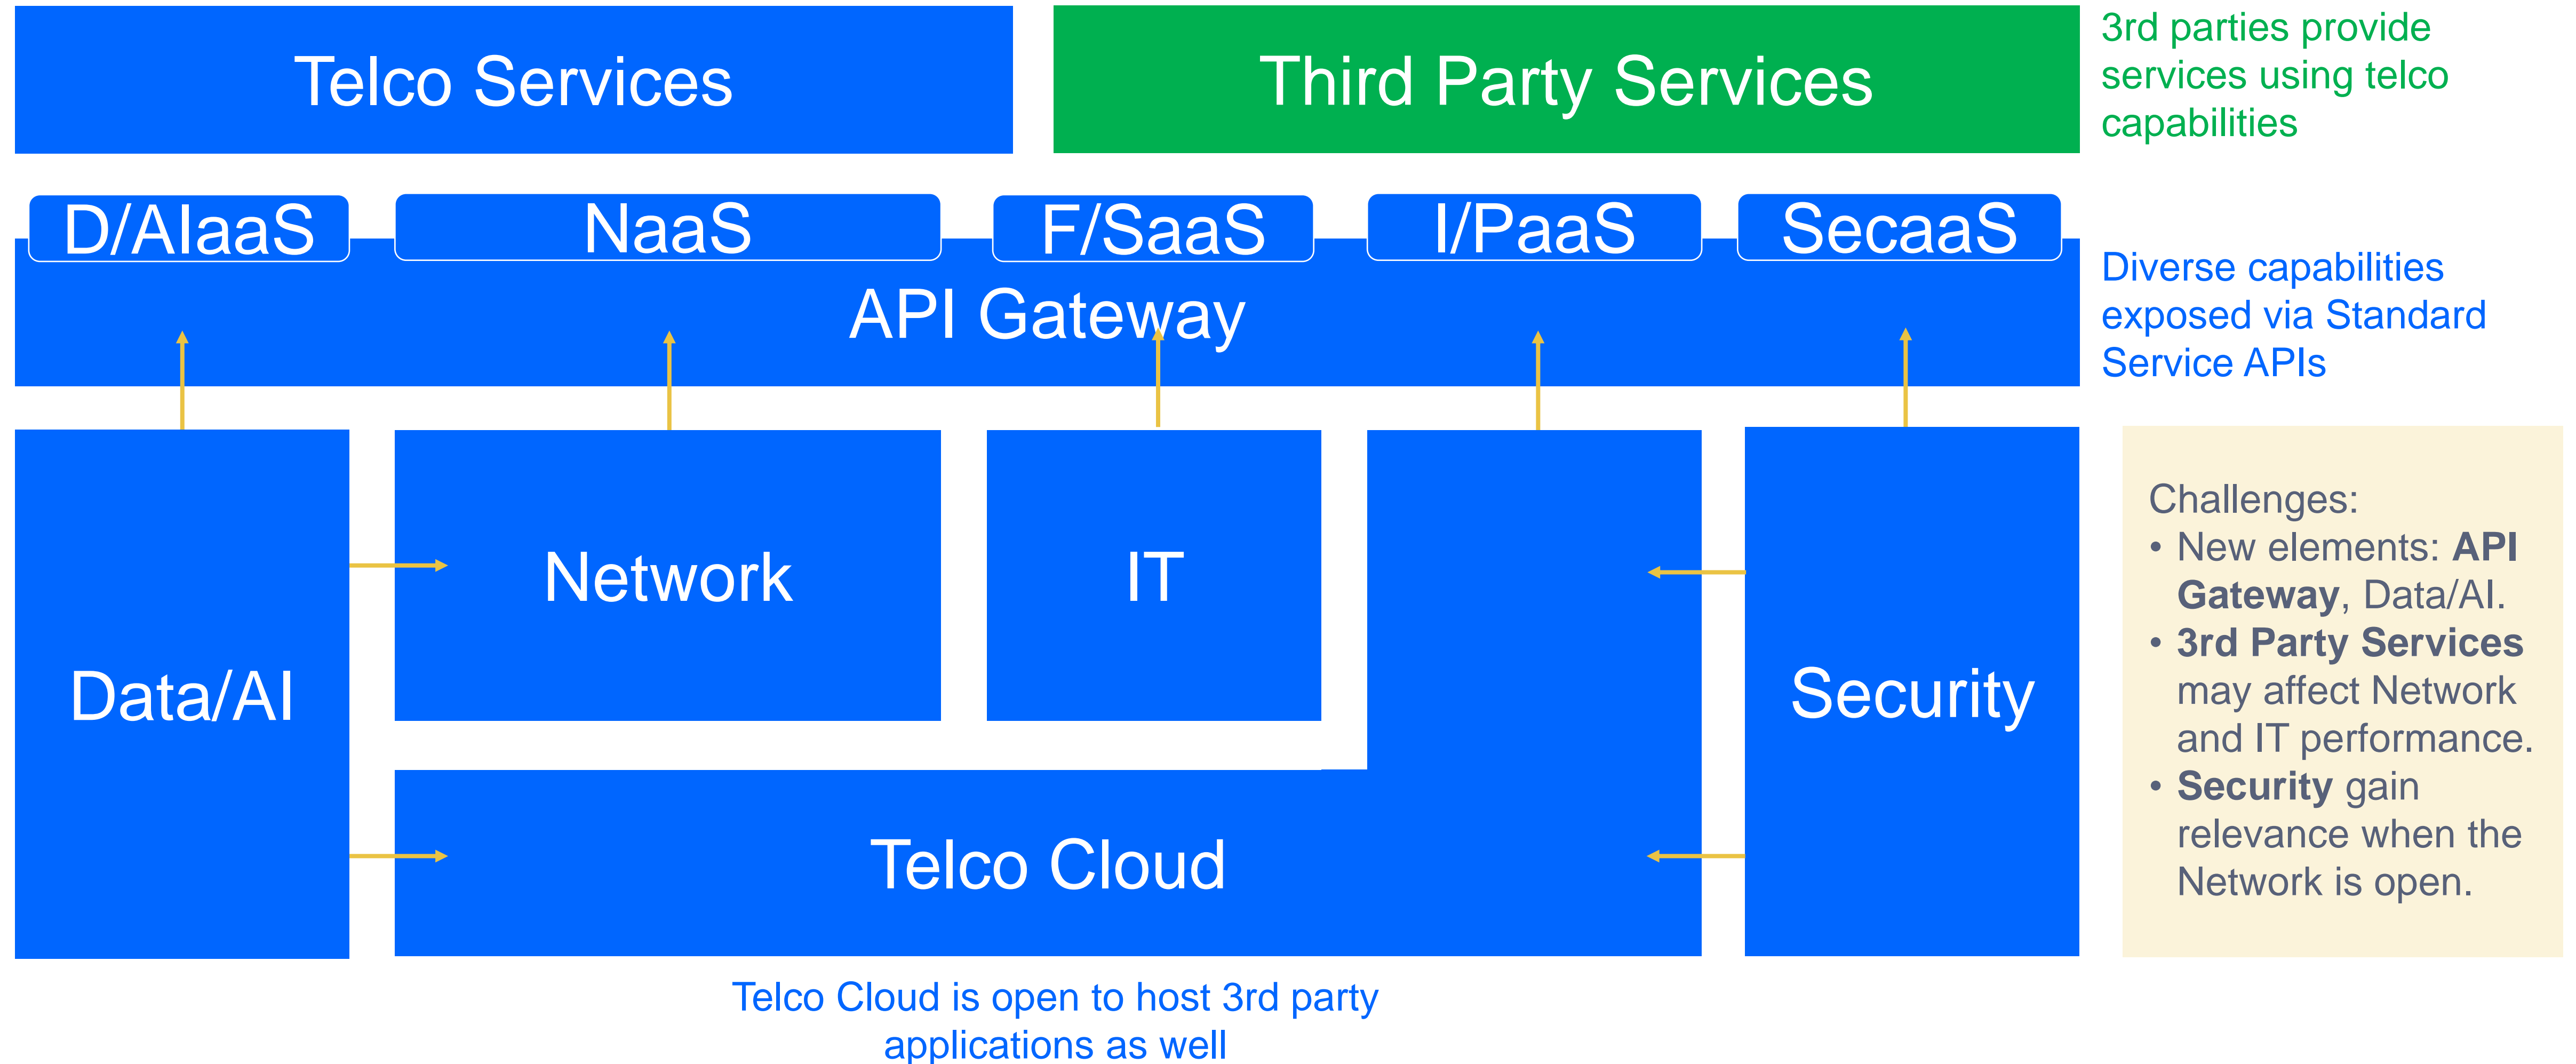 Telco Services
Third Party Services
3rd parties provide
services using telco
capabilities
D/AIaaS
NaaS
F/SaaS
I/PaaS
SecaaS
API Gateway
Diverse capabilities
exposed via Standard
Service APIs
Data/AI
Network
IT
Telco Cloud
Security
Challenges:
• New elements: API
Gateway, Data/AI.
• 3rd Party Services
may affect Network
and IT performance.
• Security gain
relevance when the
Network is open.
Telco Cloud is open to host 3rd party
applications as well